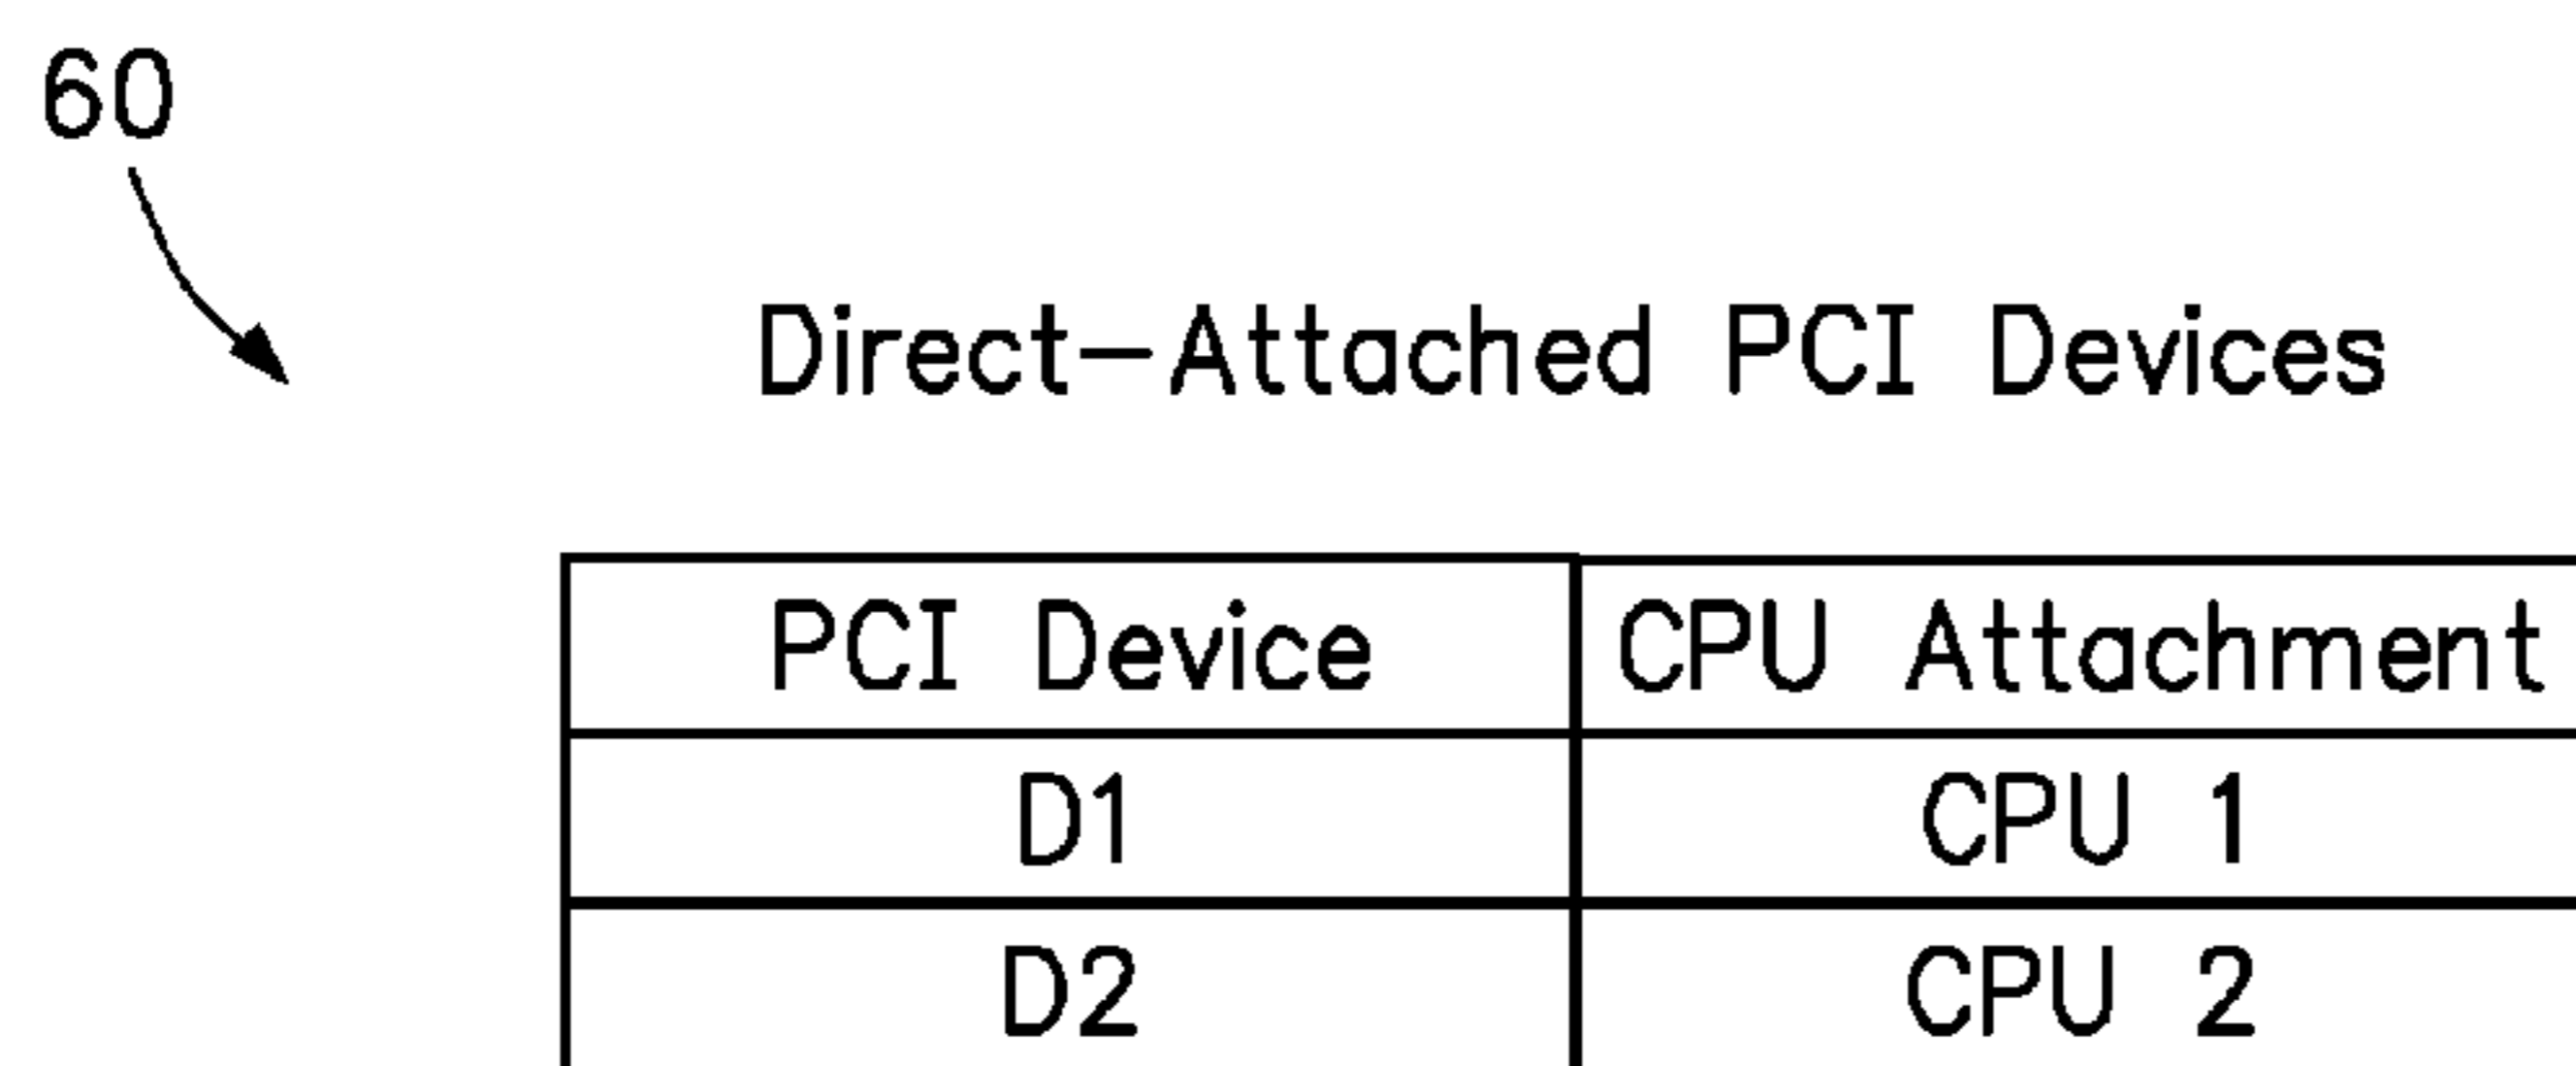 60
Direct-Attached PCI Devices
PCI Device CPU Attachment
D1 CPU 1
D2 CPU 2